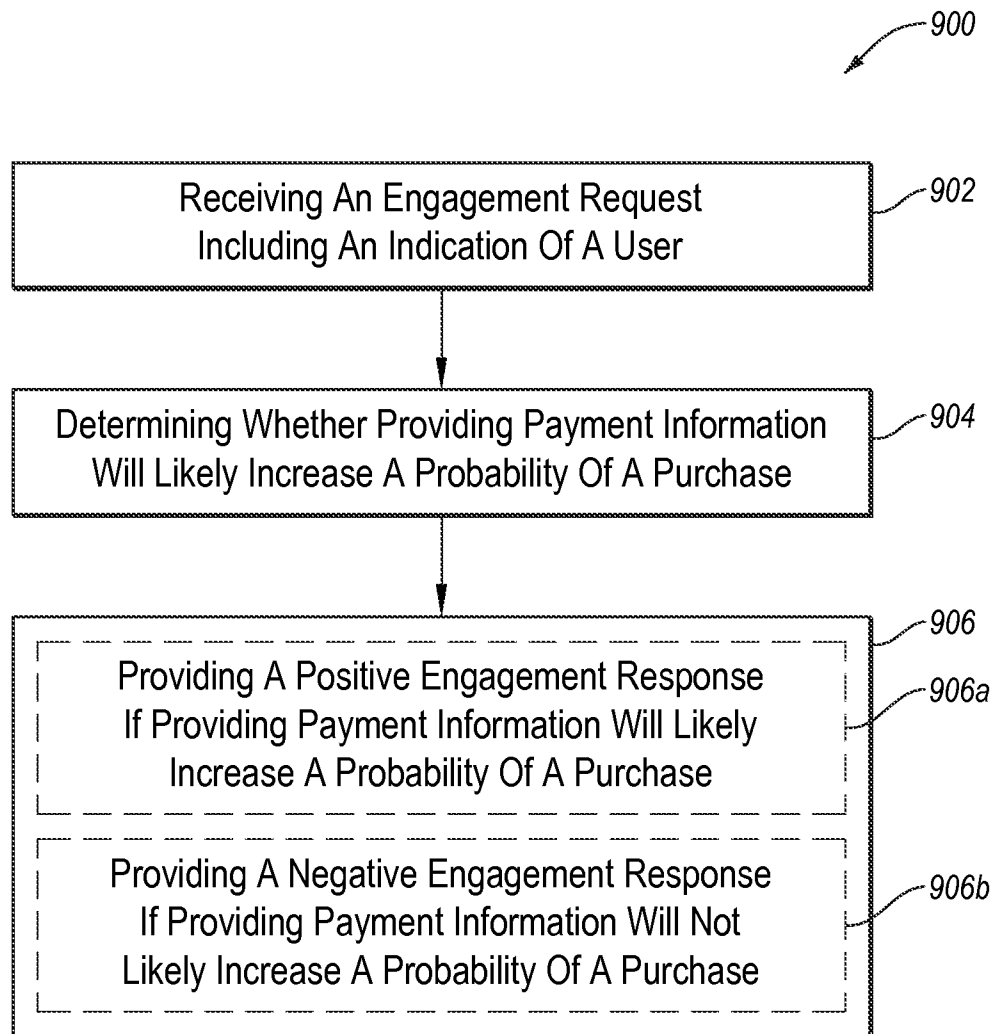 900
Receiving An Engagement Request
Including An Indication Of A User
902
Determining Whether Providing Payment Information
Will Likely Increase A Probability Of A Purchase
904
906
Providing A Positive Engagement Response
If Providing Payment Information Will Likely
Increase A Probability Of A Purchase
906a
Providing A Negative Engagement Response
If Providing Payment Information Will Not
Likely Increase A Probability Of A Purchase
906b